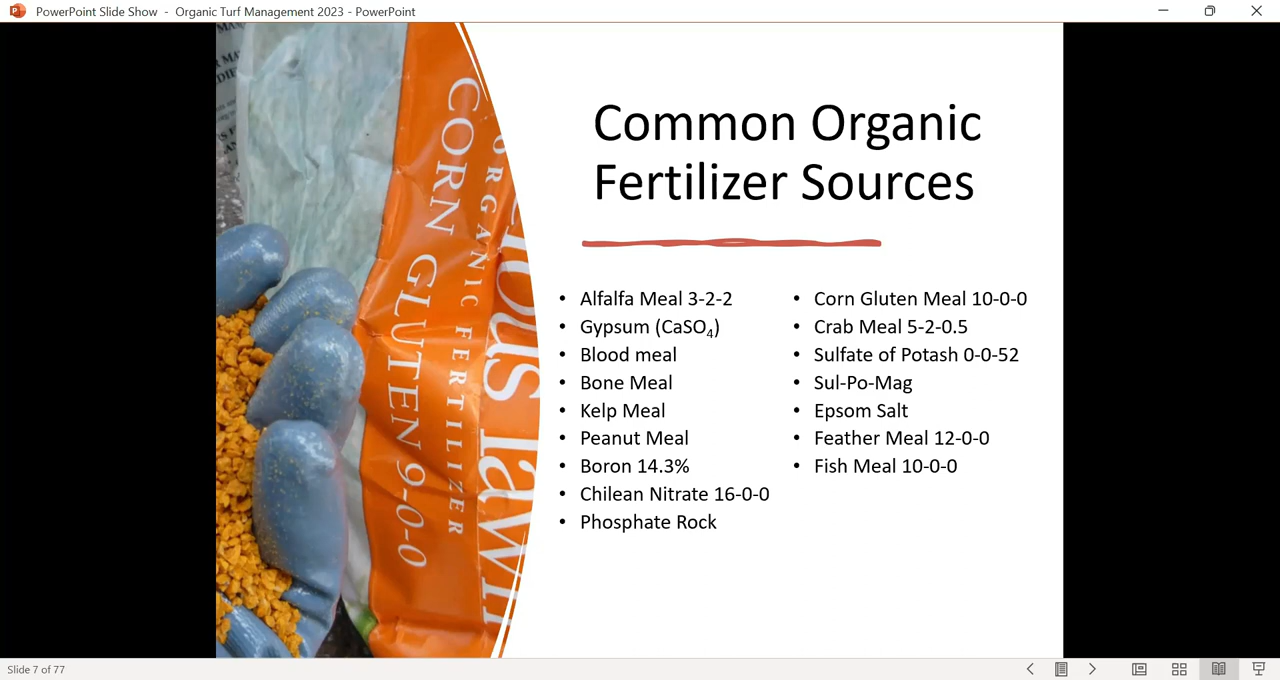 PowerPoint Slide Show - Organic Turf Management 2023 - PowerPoint
CORN GLUTEN 9-0-0
ORGANIC FERTILIZER
Common Organic
Fertilizer Sources
• Alfalfa Meal 3-2-2
• Gypsum (CaSO₄)
• Blood meal
• Bone Meal
• Kelp Meal
• Peanut Meal
• Boron 14.3%
• Chilean Nitrate 16-0-0
• Phosphate Rock
• Corn Gluten Meal 10-0-0
• Crab Meal 5-2-0.5
• Sulfate of Potash 0-0-52
• Sul-Po-Mag
• Epsom Salt
• Feather Meal 12-0-0
• Fish Meal 10-0-0
Slide 7 of 77